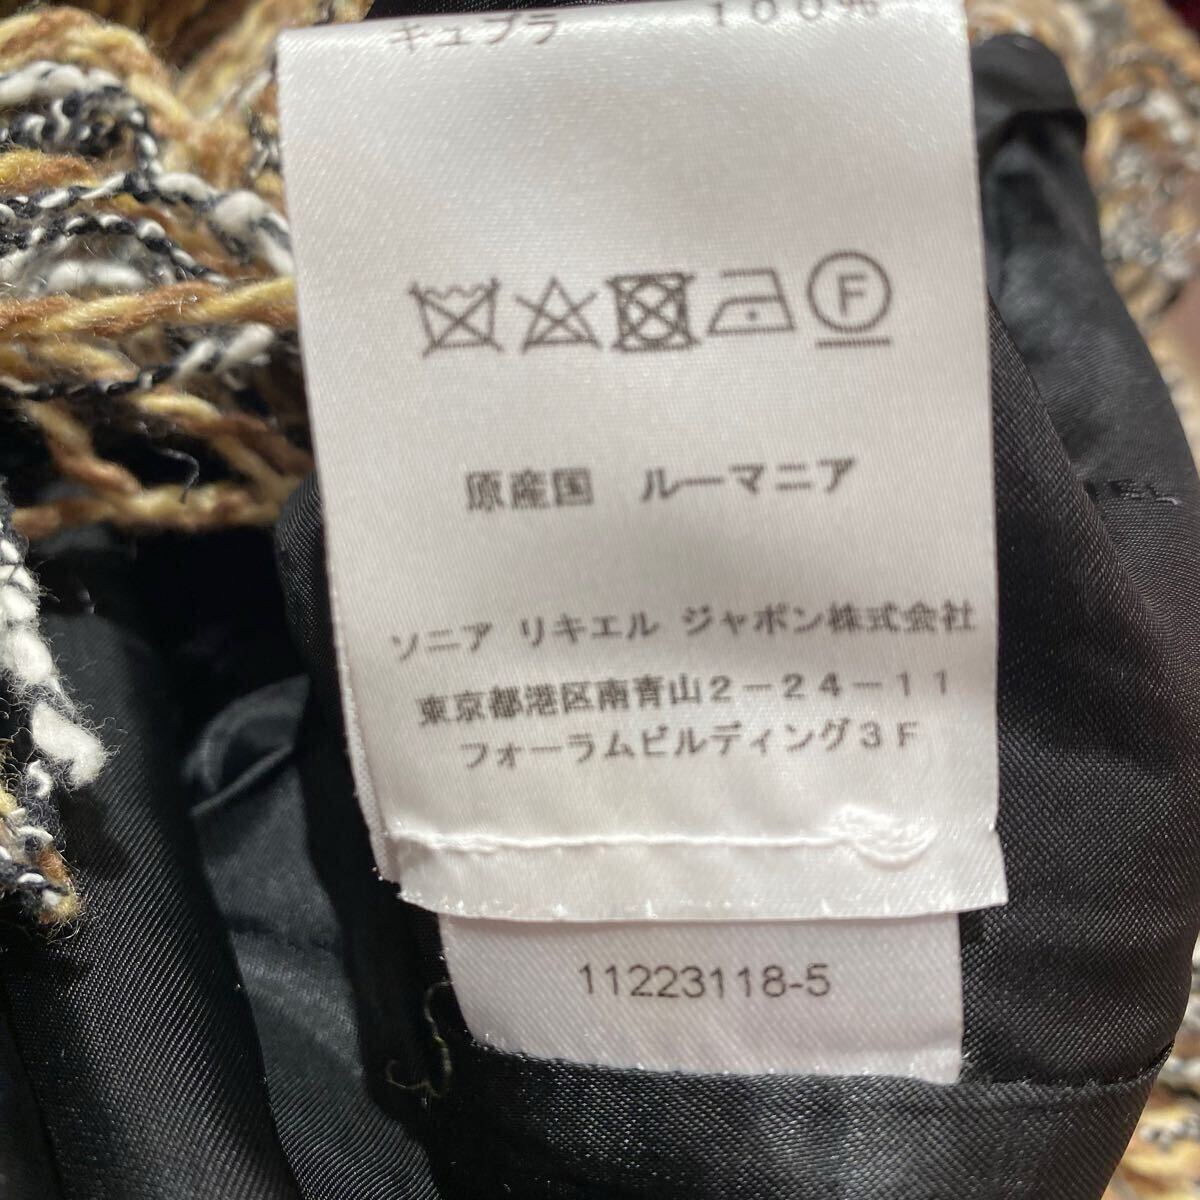 キュプラ 100%
F
原産国 ルーマニア
ソニア リキエル ジャポン株式会社
東京都港区南青山2-24-11
フォーラムビルディング3F
11223118-5